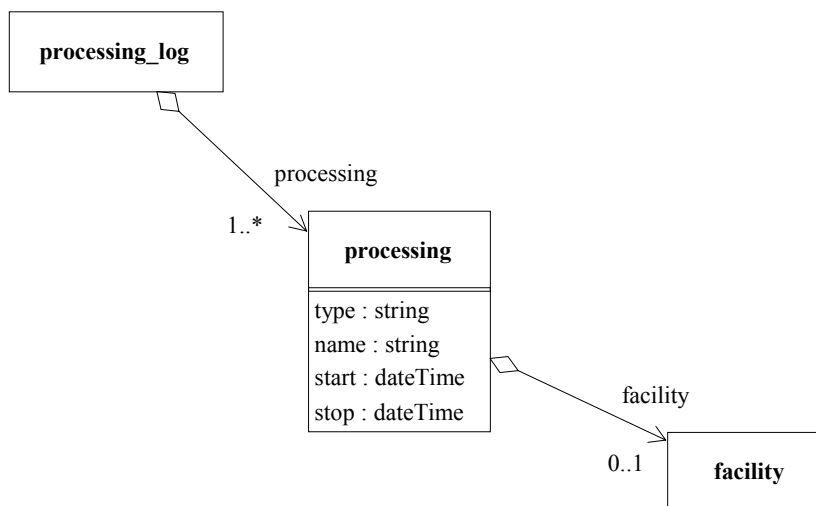 processing_log
processing
1..*
processing
type : string
name : string
start : dateTime
stop : dateTime
facility
0..1
facility